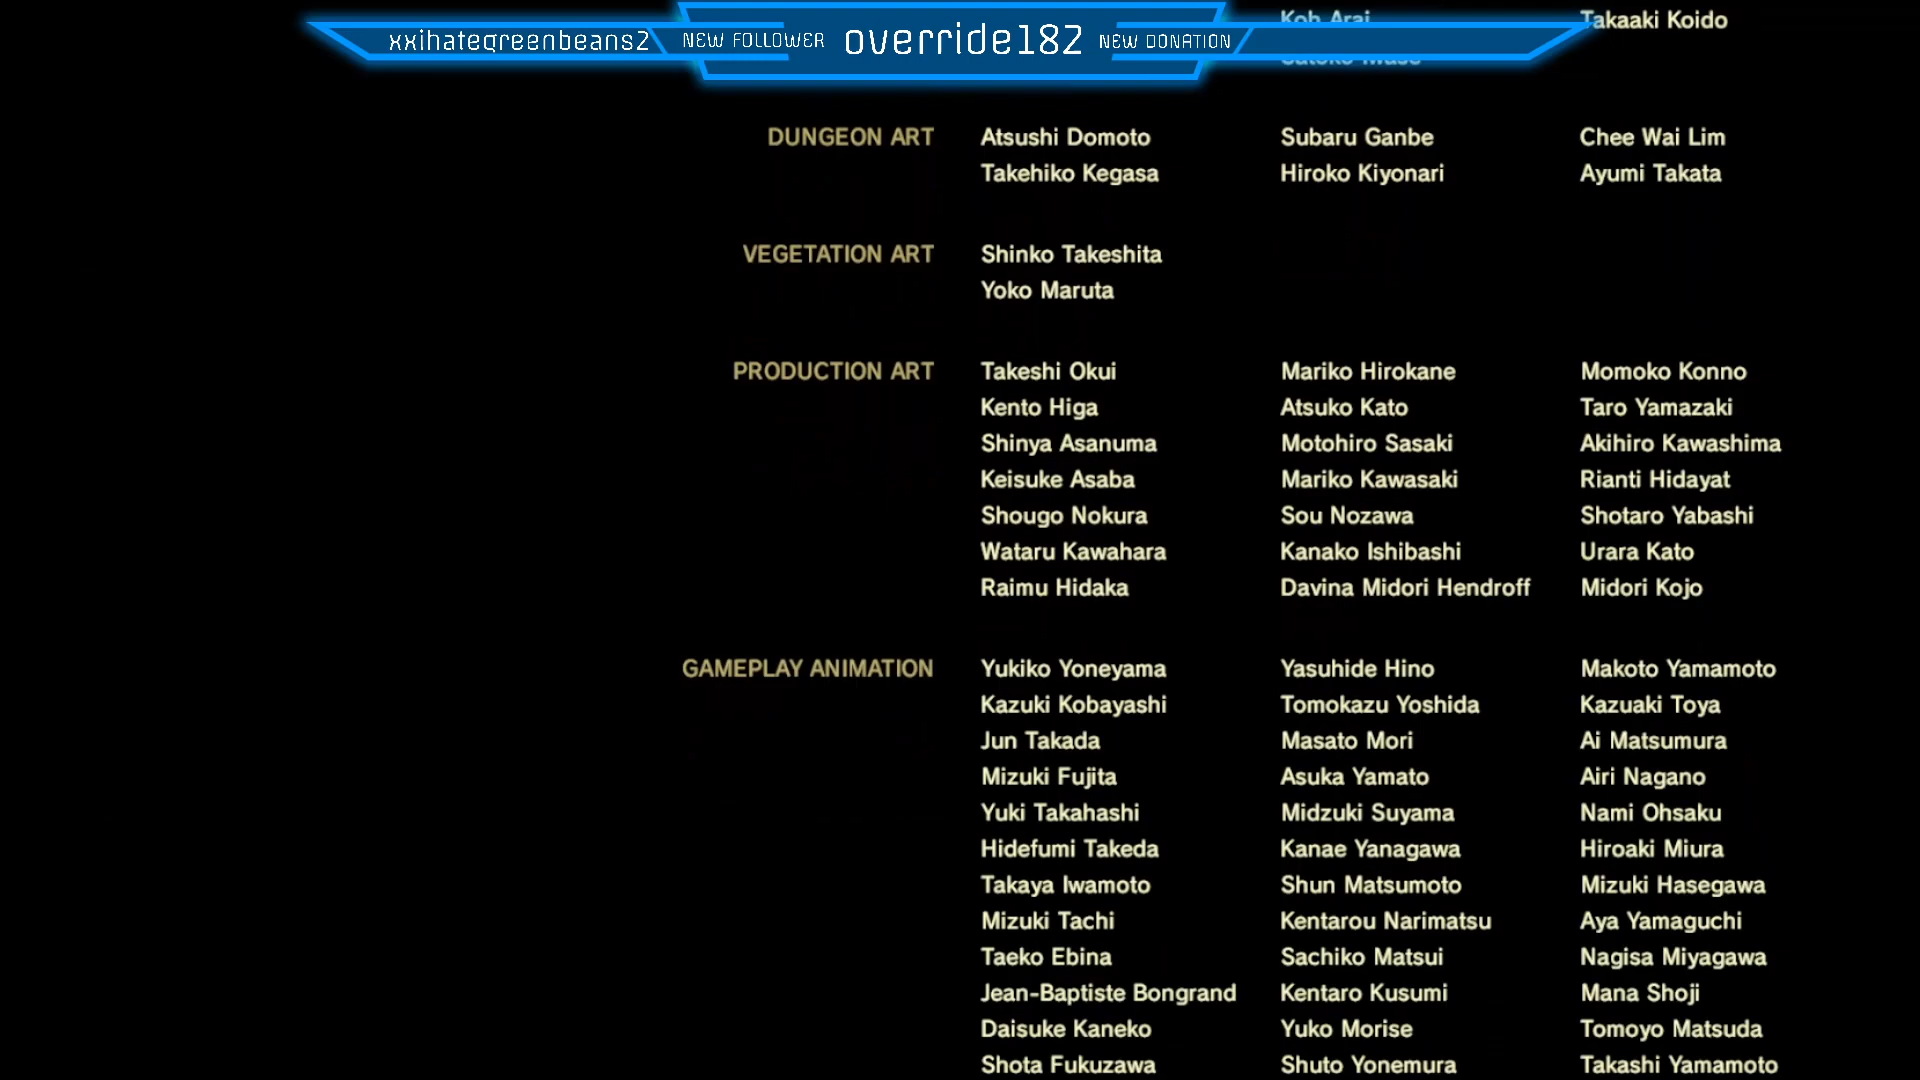 xxihategreenbeans2 NEW FOLLOWER override182 NEW DONATION
Koh Arai Takaaki Koido
DUNGEON ART Atsushi Domoto Subaru Ganbe Chee Wai Lim
Takehiko Kegasa Hiroko Kiyonari Ayumi Takata
VEGETATION ART Shinko Takeshita
Yoko Maruta
PRODUCTION ART Takeshi Okui Mariko Hirokane Momoko Konno
Kento Higa Atsuko Kato Taro Yamazaki
Shinya Asanuma Motohiro Sasaki Akihiro Kawashima
Keisuke Asaba Mariko Kawasaki Rianti Hidayat
Shougo Nokura Sou Nozawa Shotaro Yabashi
Wataru Kawahara Kanako Ishibashi Urara Kato
Raimu Hidaka Davina Midori Hendroff Midori Kojo
GAMEPLAY ANIMATION Yukiko Yoneyama Yasuhide Hino Makoto Yamamoto
Kazuki Kobayashi Tomokazu Yoshida Kazuaki Toya
Jun Takada Masato Mori Ai Matsumura
Mizuki Fujita Asuka Yamato Airi Nagano
Yuki Takahashi Midzuki Suyama Nami Ohsaku
Hidefumi Takeda Kanae Yanagawa Hiroaki Miura
Takaya Iwamoto Shun Matsumoto Mizuki Hasegawa
Mizuki Tachi Kentarou Narimatsu Aya Yamaguchi
Taeko Ebina Sachiko Matsui Nagisa Miyagawa
Jean-Baptiste Bongrand Kentaro Kusumi Mana Shoji
Daisuke Kaneko Yuko Morise Tomoyo Matsuda
Shota Fukuzawa Shuto Yonemura Takashi Yamamoto